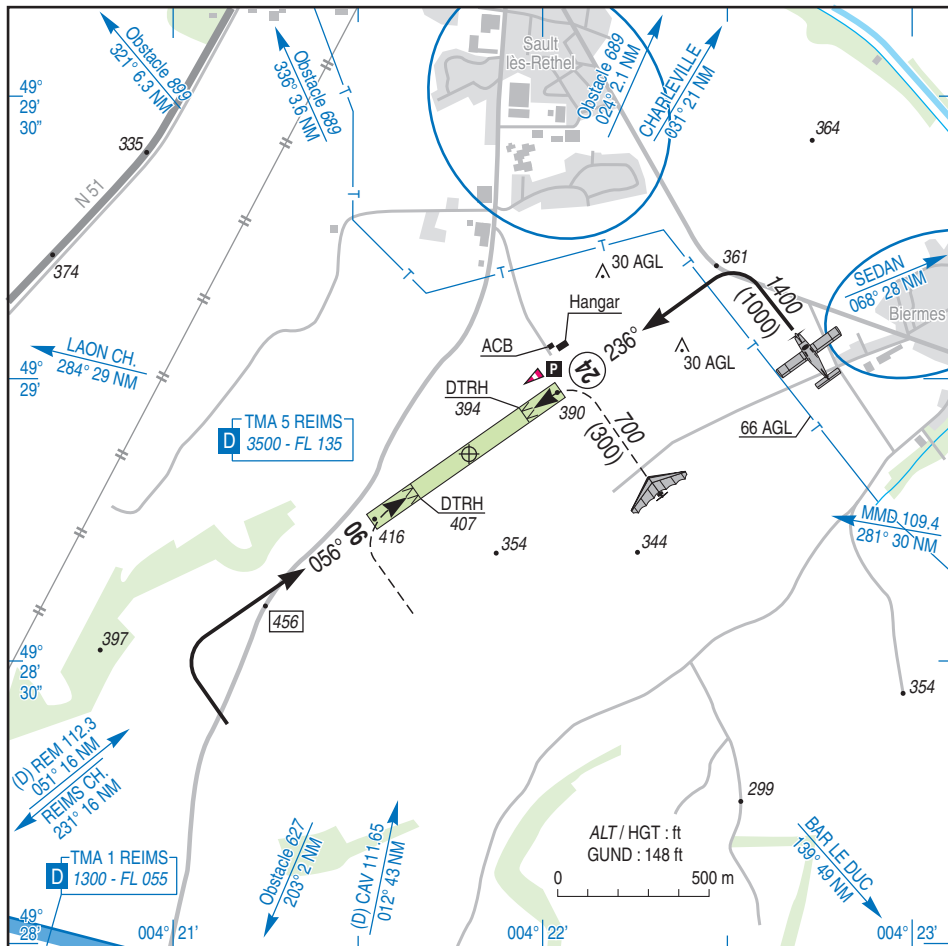 Obstacle 899
321° 6.3 NM
Obstacle 689
336° 3.6 NM
Sault
lès-Rethel
Obstacle 689
024° 2.1 NM
CHARLEVILLE
031° 21 NM
49°
29'
30"
335
N 51
374
364
T
T
T
T
T
T
T
T
30 AGL
361
SEDAN
068° 28 NM
Biermes
1400
(1000)
Hangar
ACB
236°
30 AGL
LAON CH.
284° 29 NM
49°
29'
P
24
DTRH
394
390
700
(300)
66 AGL
TMA 5 REIMS
D
3500 - FL 135
DTRH
407
MMD 109.4
281° 30 NM
06
056°
416
354
344
456
397
49°
28'
30"
354
(D) REM 112.3
051° 16 NM
REIMS CH.
231° 16 NM
299
ALT / HGT : ft
GUND : 148 ft
0
500 m
BAR LE DUC
139° 49 NM
TMA 1 REIMS
D
1300 - FL 055
Obstacle 627
203° 2 NM
(D) CAV 111.65
012° 43 NM
49°
28'
004° 21'
004° 22'
004° 23'